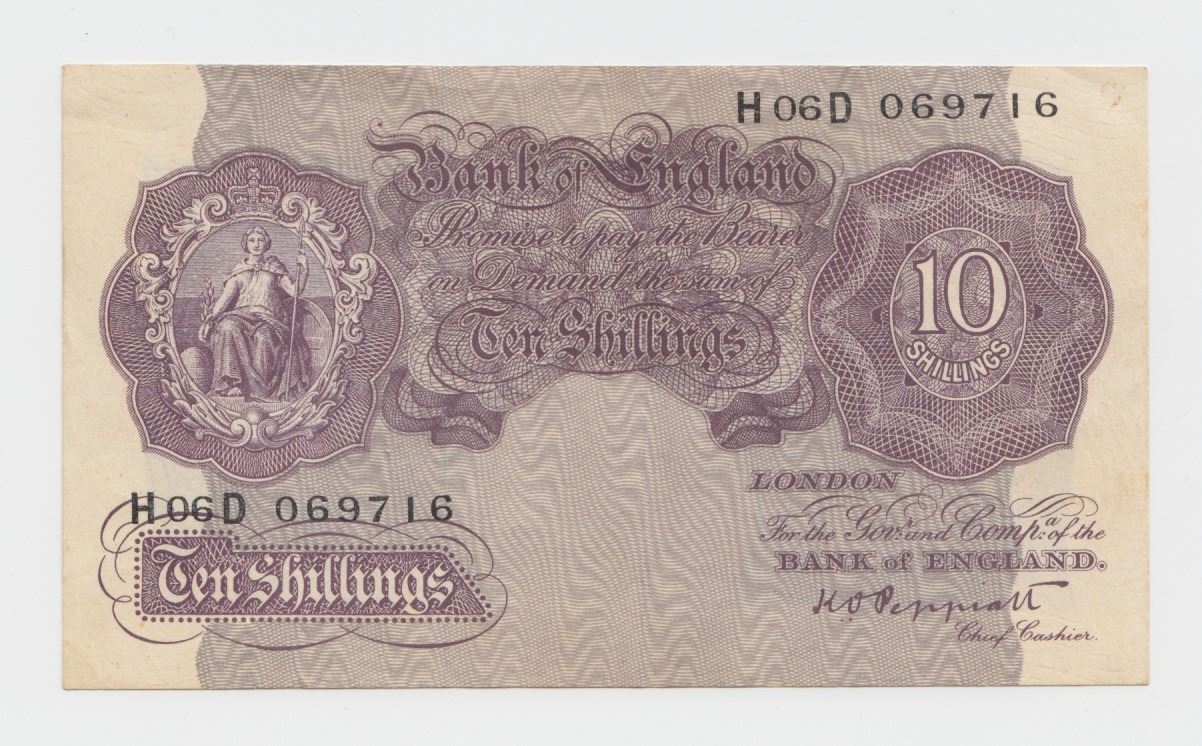 H06D 069716
Bank of England
Promise to pay the Bearer
on Demand the sum of
Ten Shillings
10
SHILLINGS
H06D 069716
Ten Shillings
LONDON
For the Govr. and Compa. of the
BANK of ENGLAND.
K O Peppiatt
Chief Cashier.